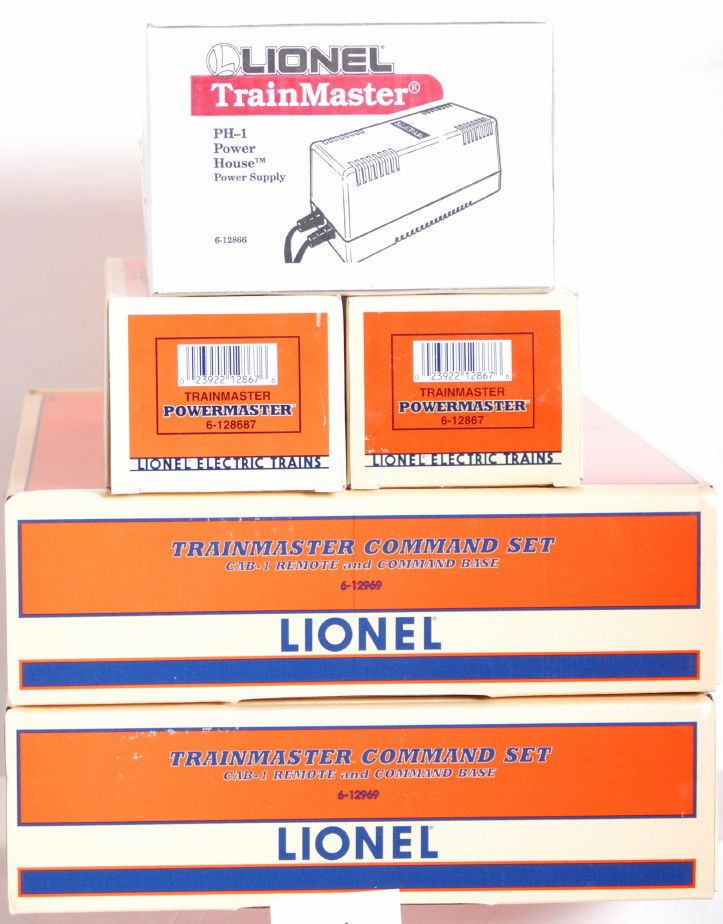 LIONEL
TrainMaster®
PH-1
Power
House™
Power Supply
6-12866
0 23922 12867 6
TRAINMASTER
POWERMASTER
6-128687
LIONEL ELECTRIC TRAINS
0 23922 12867 6
TRAINMASTER
POWERMASTER
6-12867
LIONEL ELECTRIC TRAINS
TRAINMASTER COMMAND SET
CAB-1 REMOTE and COMMAND BASE
6-12969
LIONEL
TRAINMASTER COMMAND SET
CAB-1 REMOTE and COMMAND BASE
6-12969
LIONEL